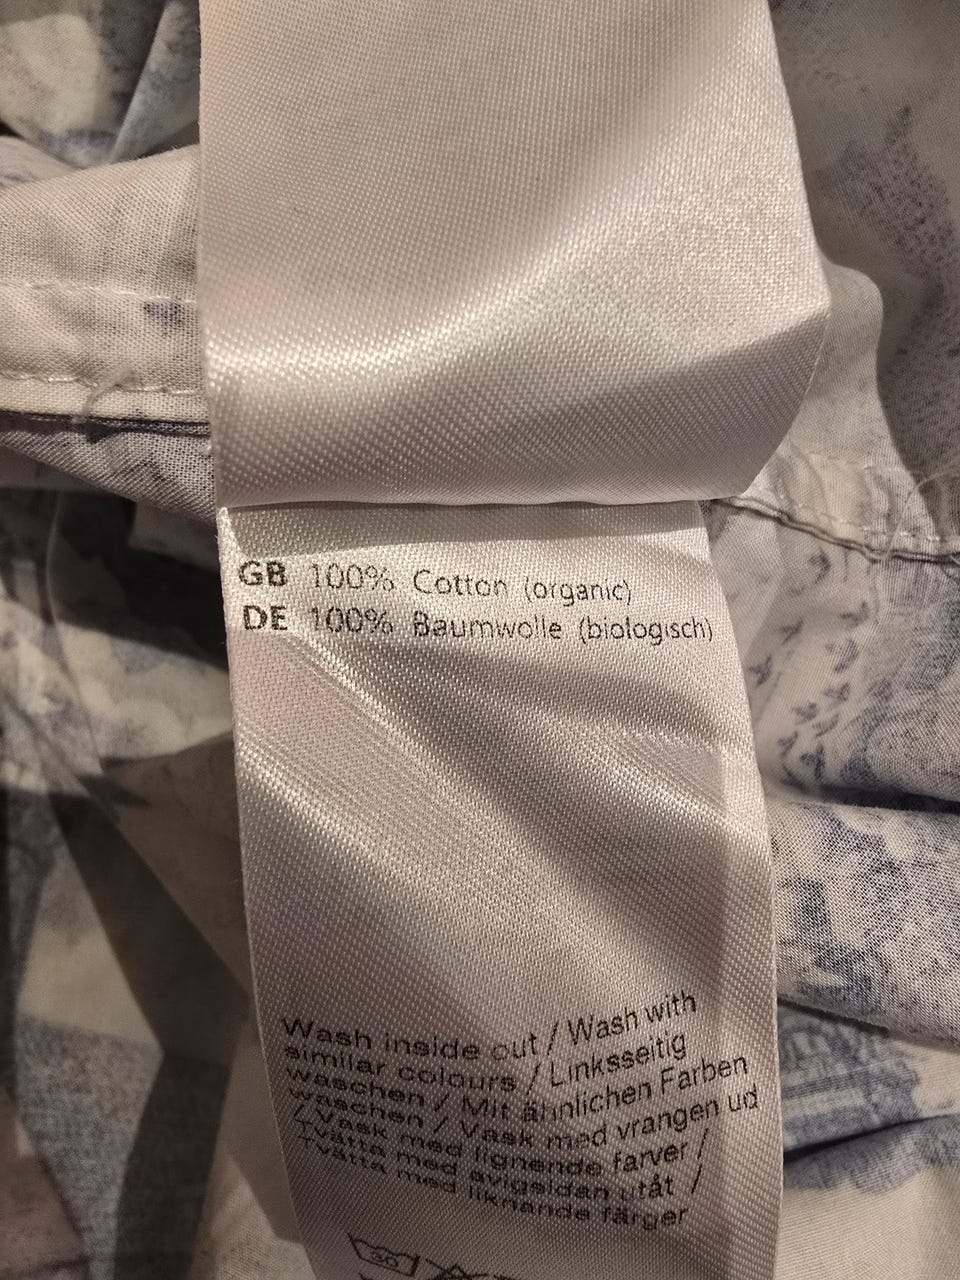 GB 100% Cotton (organic)
DE 100% Baumwolle (biologisch)
Wash inside out / Wash with
similar colours / Linksseitig
waschen / Mit ähnlichen Farben
waschen / Vask med vrangen ud
/ Vask med lignende farver /
Tvätta med avigsidan utåt /
Tvätta med liknande färger
30